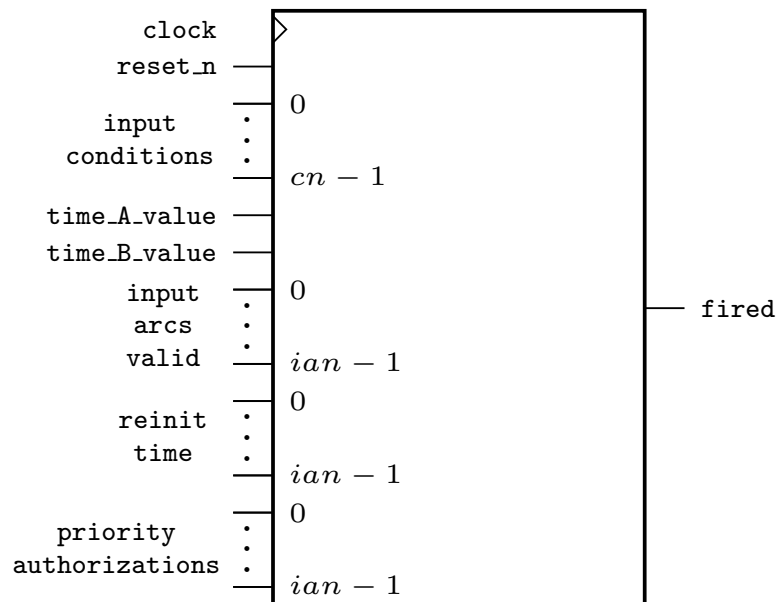 clock
reset_n
0
input
conditions
cn − 1
time_A_value
time_B_value
0
input
arcs
valid
ian − 1
fired
0
reinit
time
ian − 1
0
priority
authorizations
ian − 1